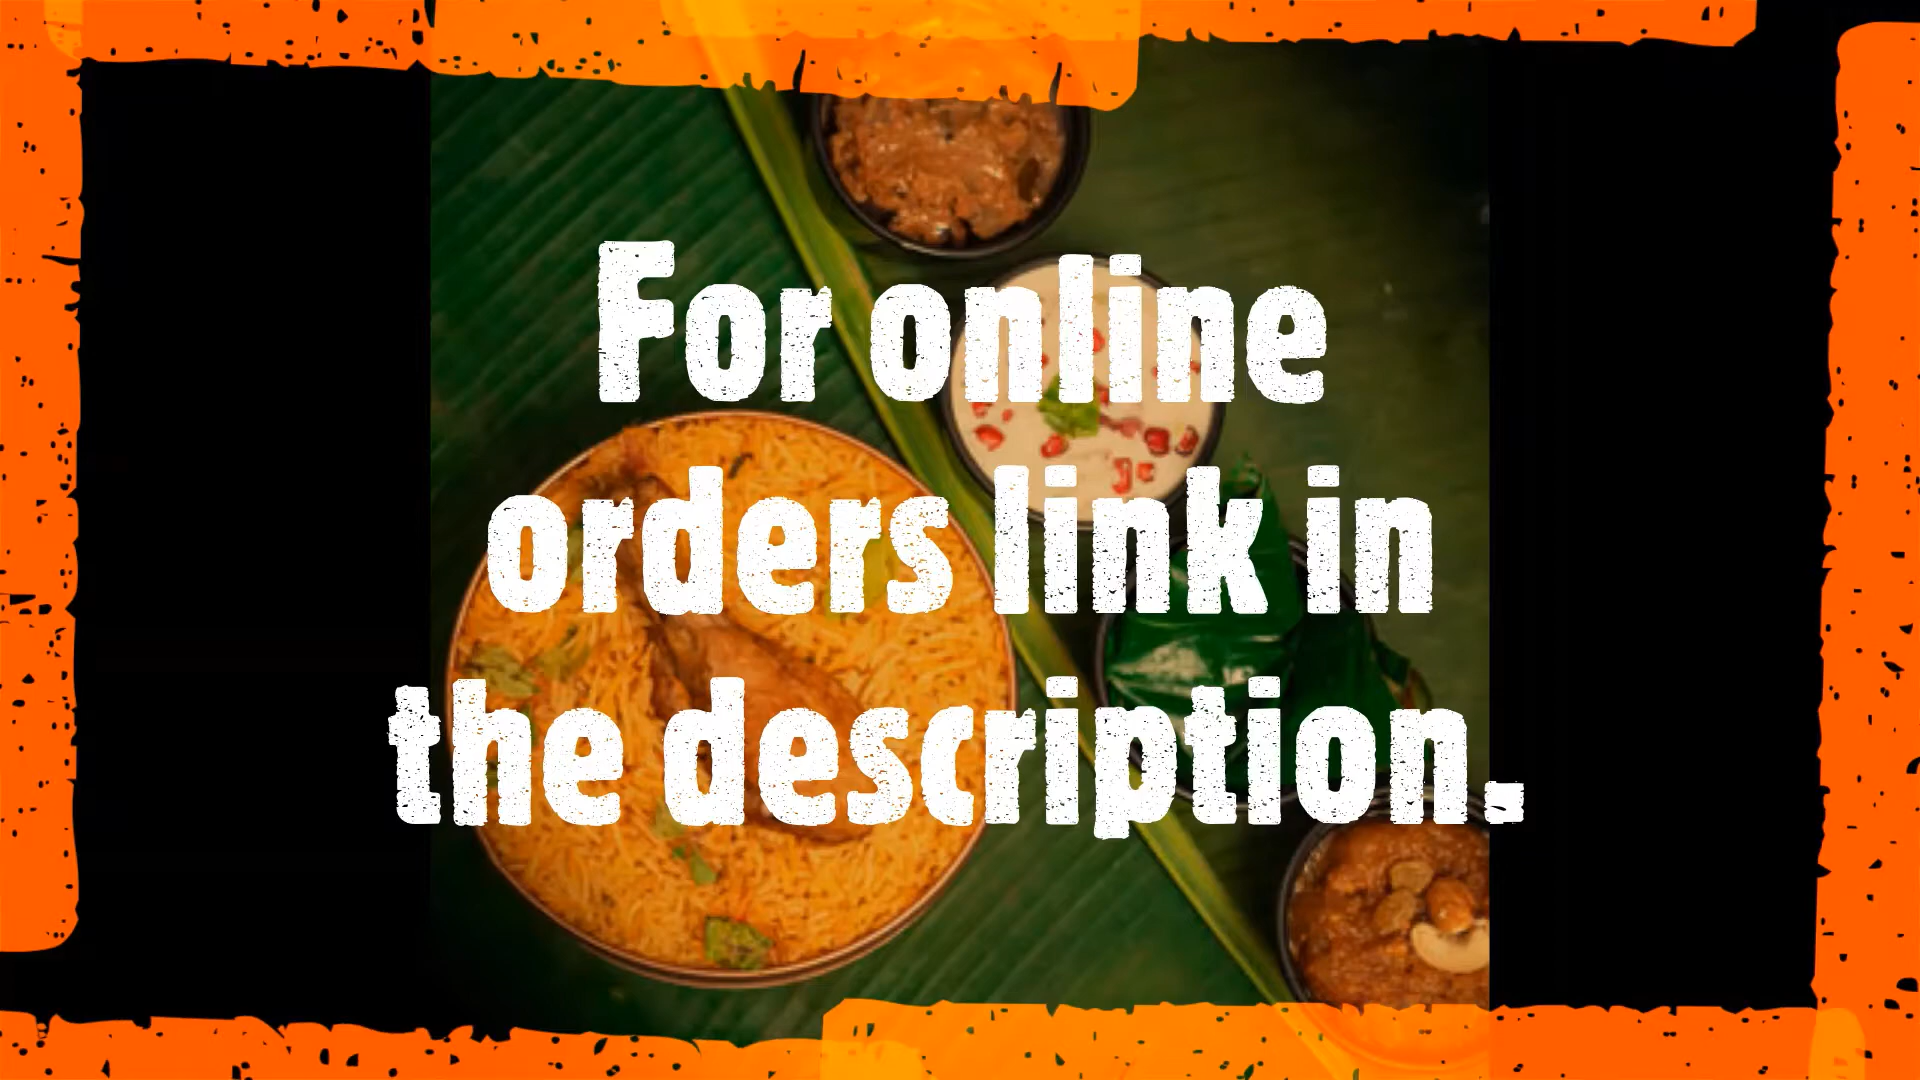 For online
orders link in
the description.